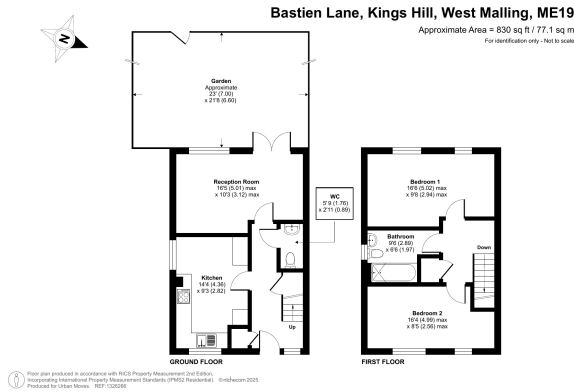 Bastien Lane, Kings Hill, West Malling, ME19
Approximate Area = 830 sq ft / 77.1 sq m
For identification only - Not to scale
N
Garden
Approximate
23' (7.00)
x 21'8 (6.60)
Reception Room
16'5 (5.01) max
x 10'3 (3.12) max
WC
5'9 (1.76)
x 2'11 (0.89)
Kitchen
14'4 (4.36)
x 9'3 (2.82)
Up
GROUND FLOOR
Bedroom 1
16'6 (5.02) max
x 9'8 (2.94) max
Bathroom
9'6 (2.89)
x 6'6 (1.97)
Down
Bedroom 2
16'4 (4.99) max
x 8'5 (2.56) max
FIRST FLOOR
Floor plan produced in accordance with RICS Property Measurement 2nd Edition,
Incorporating International Property Measurement Standards (IPMS2 Residential). ©nichecom 2025.
Produced for Urban Moves. REF:1326268